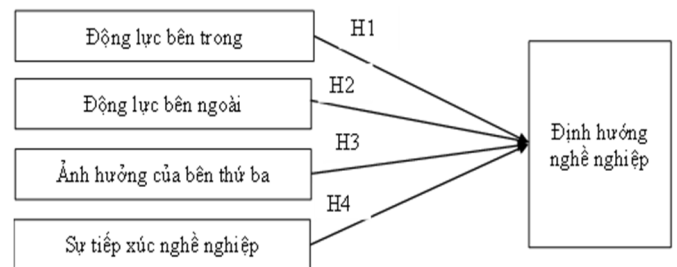 Động lực bên trong
H1
Động lực bên ngoài
H2
Ảnh hưởng của bên thứ ba
H3
Sự tiếp xúc nghề nghiệp
H4
Định hướng
nghề nghiệp